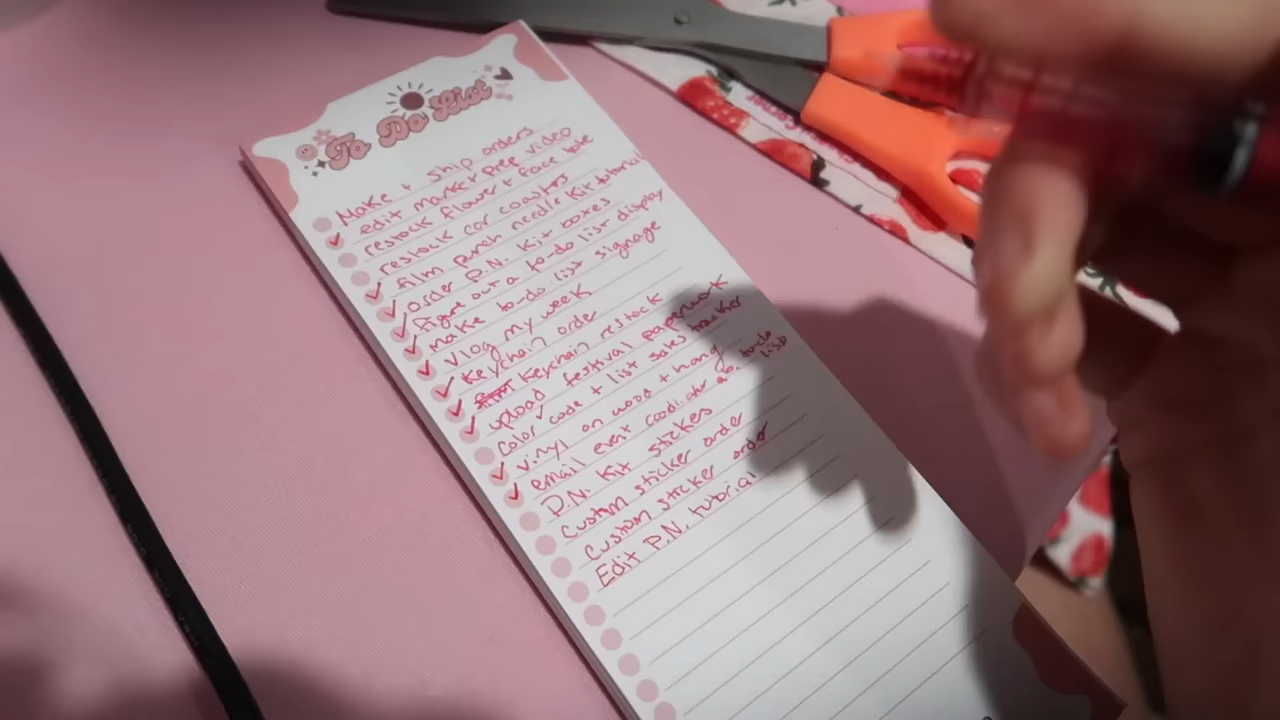 To Do List
Make + ship orders
edit market prep video
restock flower + face tote
restock car coasters
film punch needle kit tutorial
order P.N. Kit boxes
figure out a to-do list display
make to-do list signage
vlog my week
keychain order
keychain restock
upload festival paperwork
Color code + list sales tracker
vinyl on wood + hang
email event coordinator ab. to-do list
P.N. Kit stickers
Custom sticker order
Custom sticker order
Edit P.N. tutorial